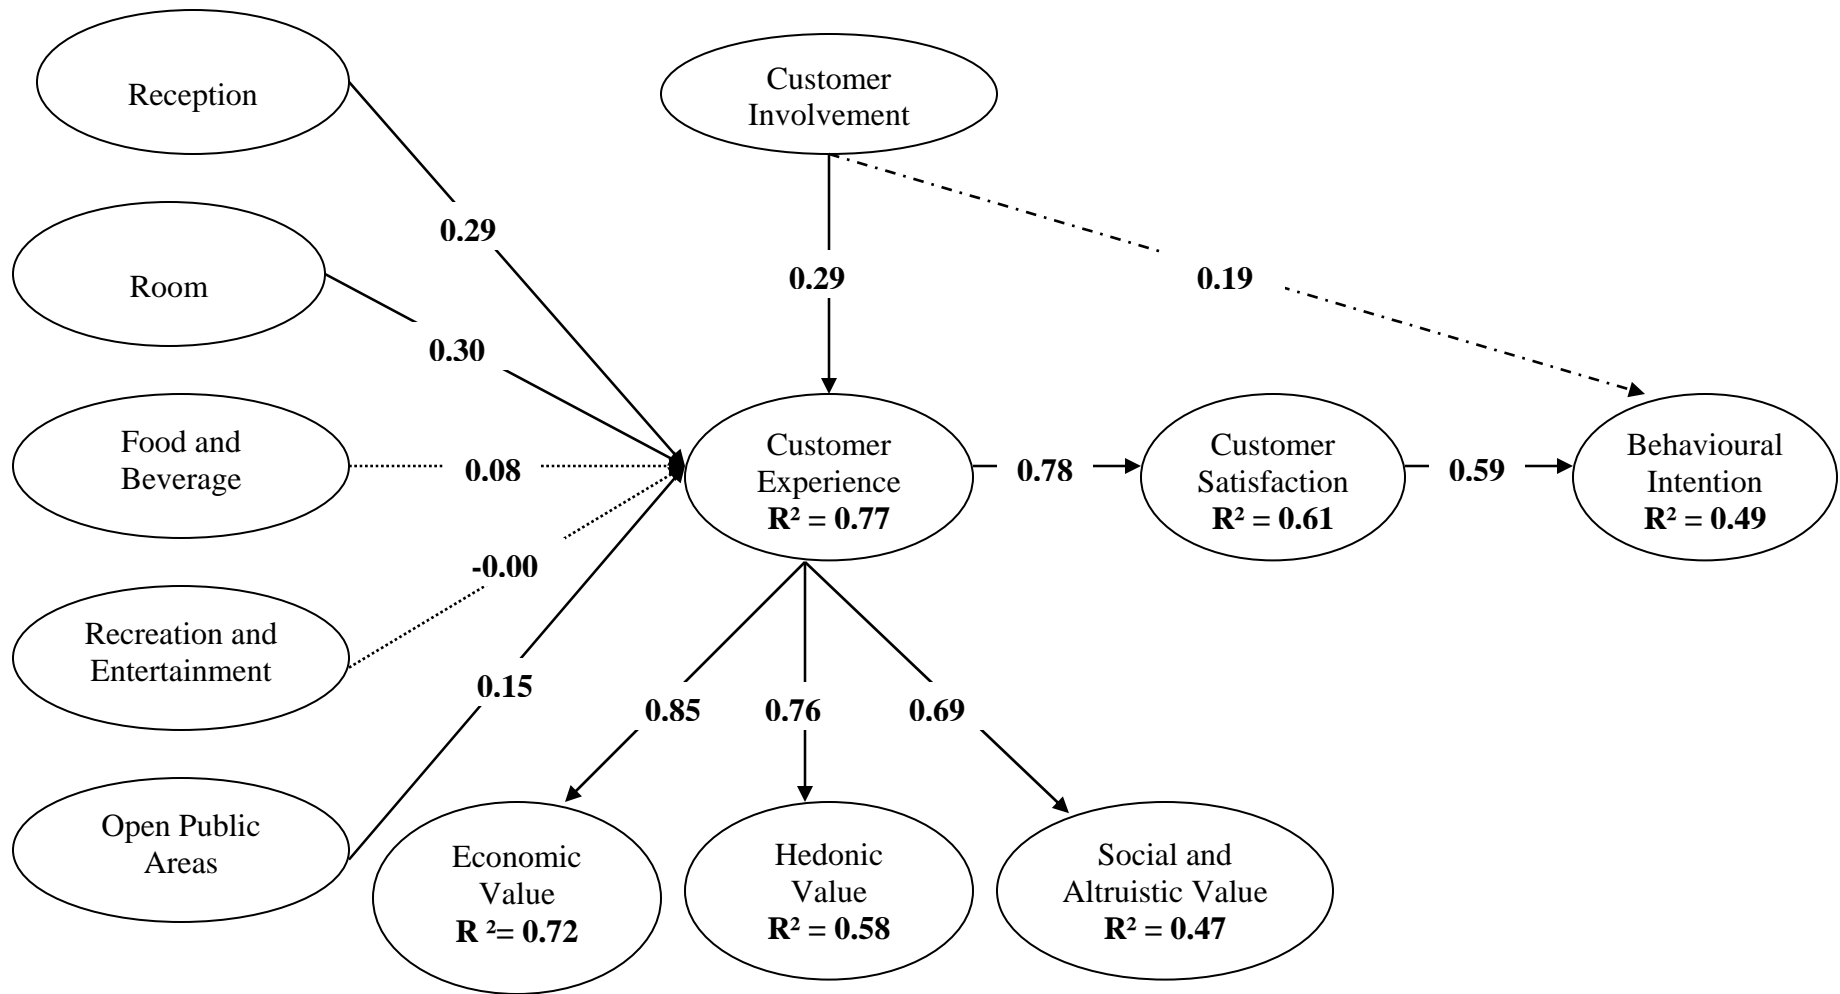 Reception
Customer
Involvement
0.29
Room
0.29
0.19
0.30
Food and
Beverage
0.08
Customer
Experience
R² = 0.77
0.78
Customer
Satisfaction
R² = 0.61
0.59
Behavioural
Intention
R² = 0.49
-0.00
Recreation and
Entertainment
0.15
0.85
0.76
0.69
Open Public
Areas
Economic
Value
R ²= 0.72
Hedonic
Value
R² = 0.58
Social and
Altruistic Value
R² = 0.47